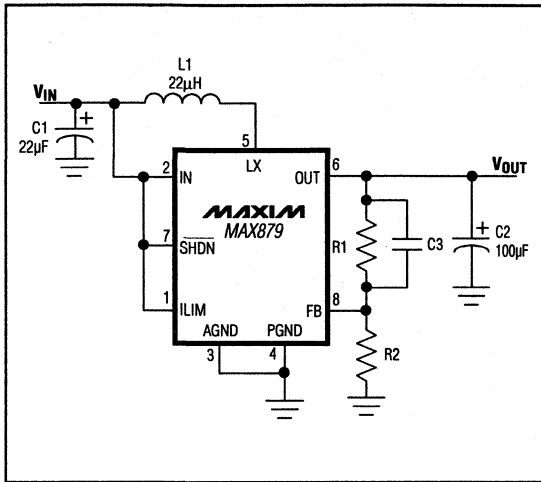 L1
22µH
VIN
C1
22µF
+
5
LX
2
IN
OUT
6
VOUT
MAXIM
MAX879
7
SHDN
R1
C3
+
C2
100µF
1
ILIM
FB
8
AGND
PGND
3
4
R2